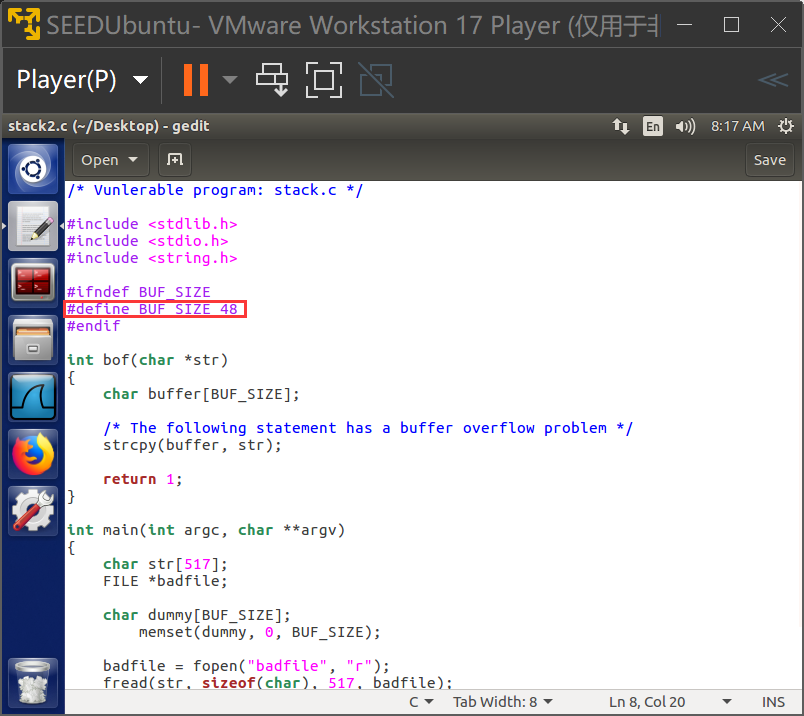 SEEDUbuntu- VMware Workstation 17 Player (仅用于非
Player(P)
stack2.c (~/Desktop) - gedit
En
8:17 AM
Open
Save
/* Vunlerable program: stack.c */
#include <stdlib.h>
#include <stdio.h>
#include <string.h>
#ifndef BUF_SIZE
#define BUF_SIZE 48
#endif
int bof(char *str)
{
char buffer[BUF_SIZE];
/* The following statement has a buffer overflow problem */
strcpy(buffer, str);
return 1;
}
int main(int argc, char **argv)
{
char str[517];
FILE *badfile;
char dummy[BUF_SIZE];
memset(dummy, 0, BUF_SIZE);
badfile = fopen("badfile", "r");
fread(str, sizeof(char), 517, badfile);
C
Tab Width: 8
Ln 8, Col 20
INS